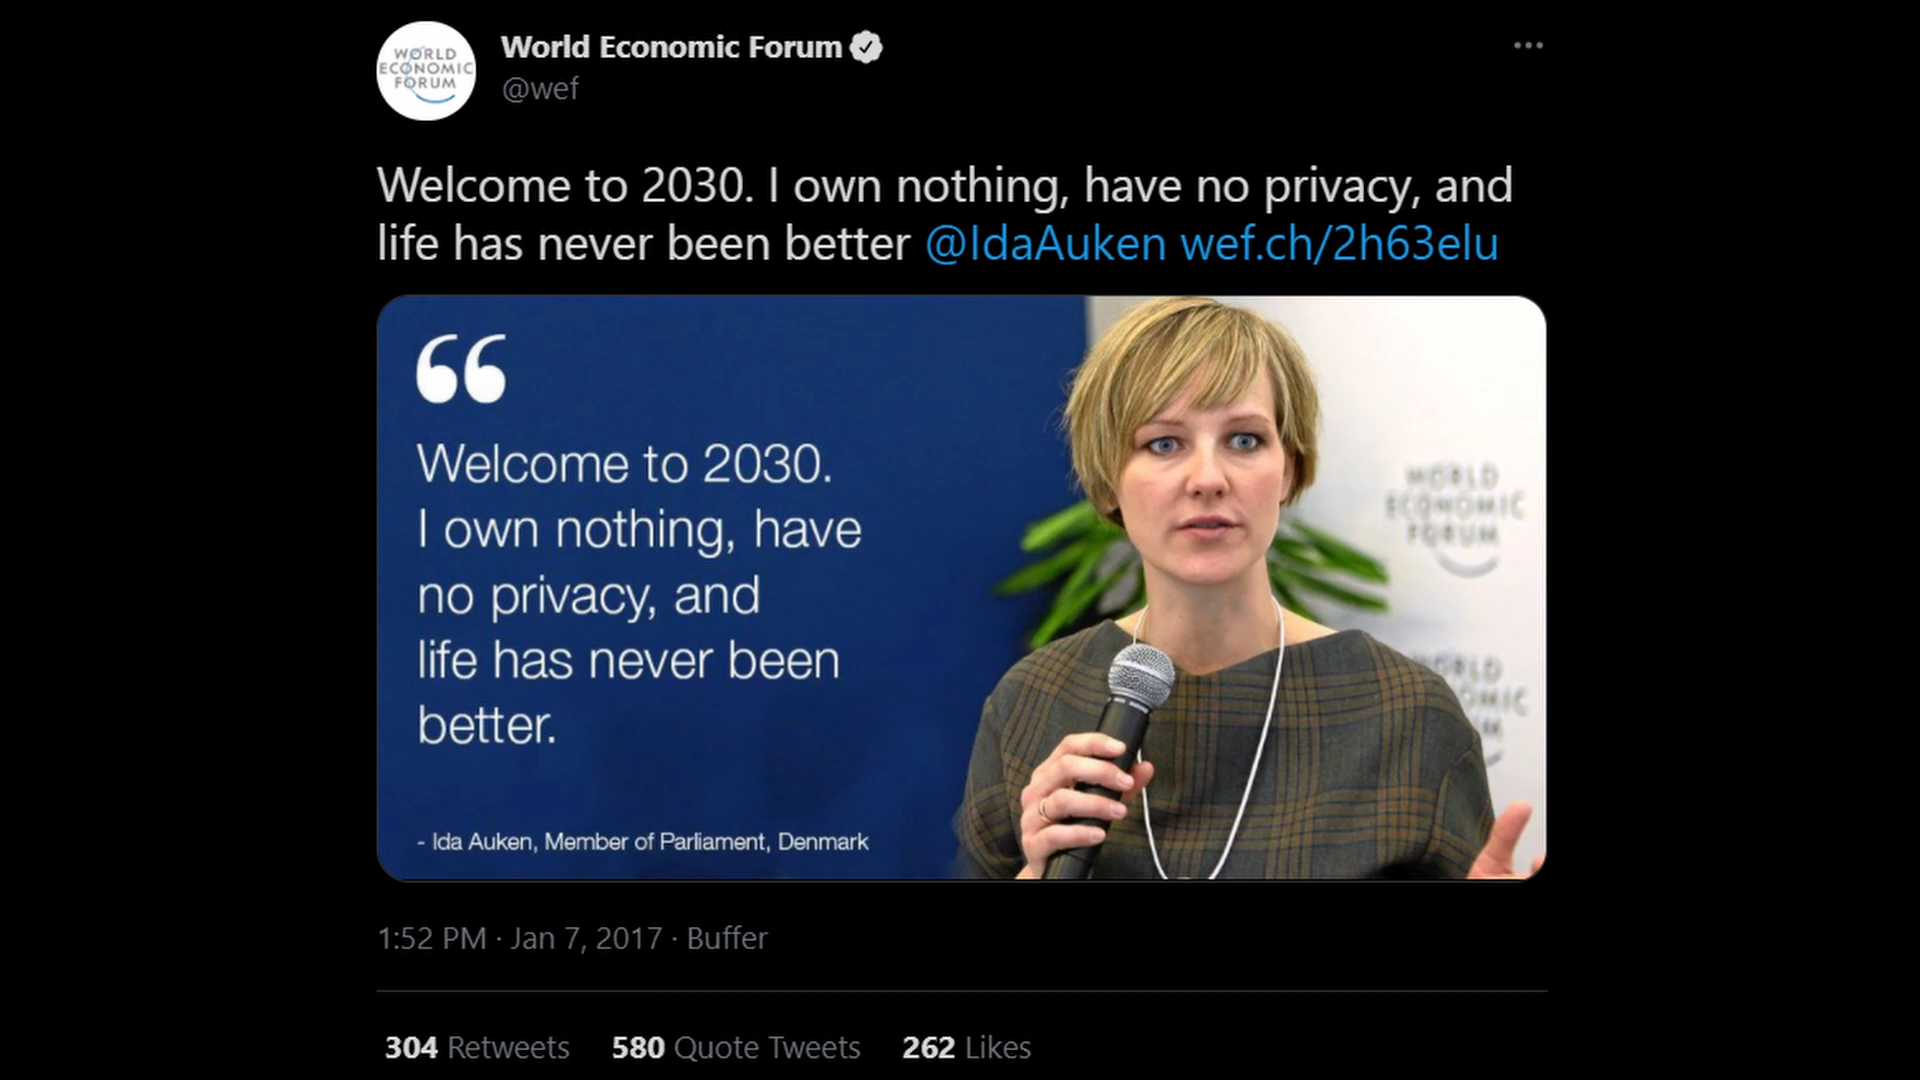 WORLD
ECONOMIC
FORUM
World Economic Forum
@wef
Welcome to 2030. I own nothing, have no privacy, and
life has never been better @IdaAuken wef.ch/2h63elu
“
Welcome to 2030.
I own nothing, have
no privacy, and
life has never been
better.
- Ida Auken, Member of Parliament, Denmark
WORLD
ECONOMIC
FORUM
1:52 PM · Jan 7, 2017 · Buffer
304 Retweets 580 Quote Tweets 262 Likes